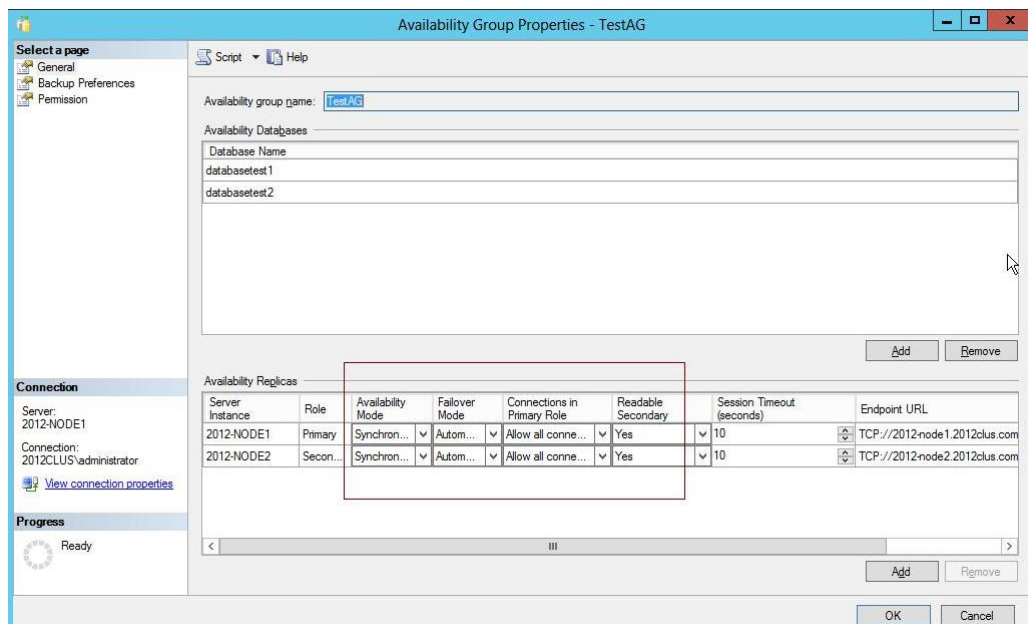 Availability Group Properties - TestAG
Select a page
General
Backup Preferences
Permission
Script Help
Availability group name: TestAG
Availability Databases
Database Name
databasetest1
databasetest2
Add Remove
Connection
Server:
2012-NODE1
Connection:
2012CLUS\administrator
View connection properties
Progress
Ready
Availability Replicas
Server Instance Role Availability Mode Failover Mode Connections in Primary Role Readable Secondary Session Timeout (seconds) Endpoint URL
2012-NODE1 Primary Synchron... Autom... Allow all conne... Yes 10 TCP://2012-node1.2012clus.com
2012-NODE2 Secon... Synchron... Autom... Allow all conne... Yes 10 TCP://2012-node2.2012clus.com
Add Remove
OK Cancel